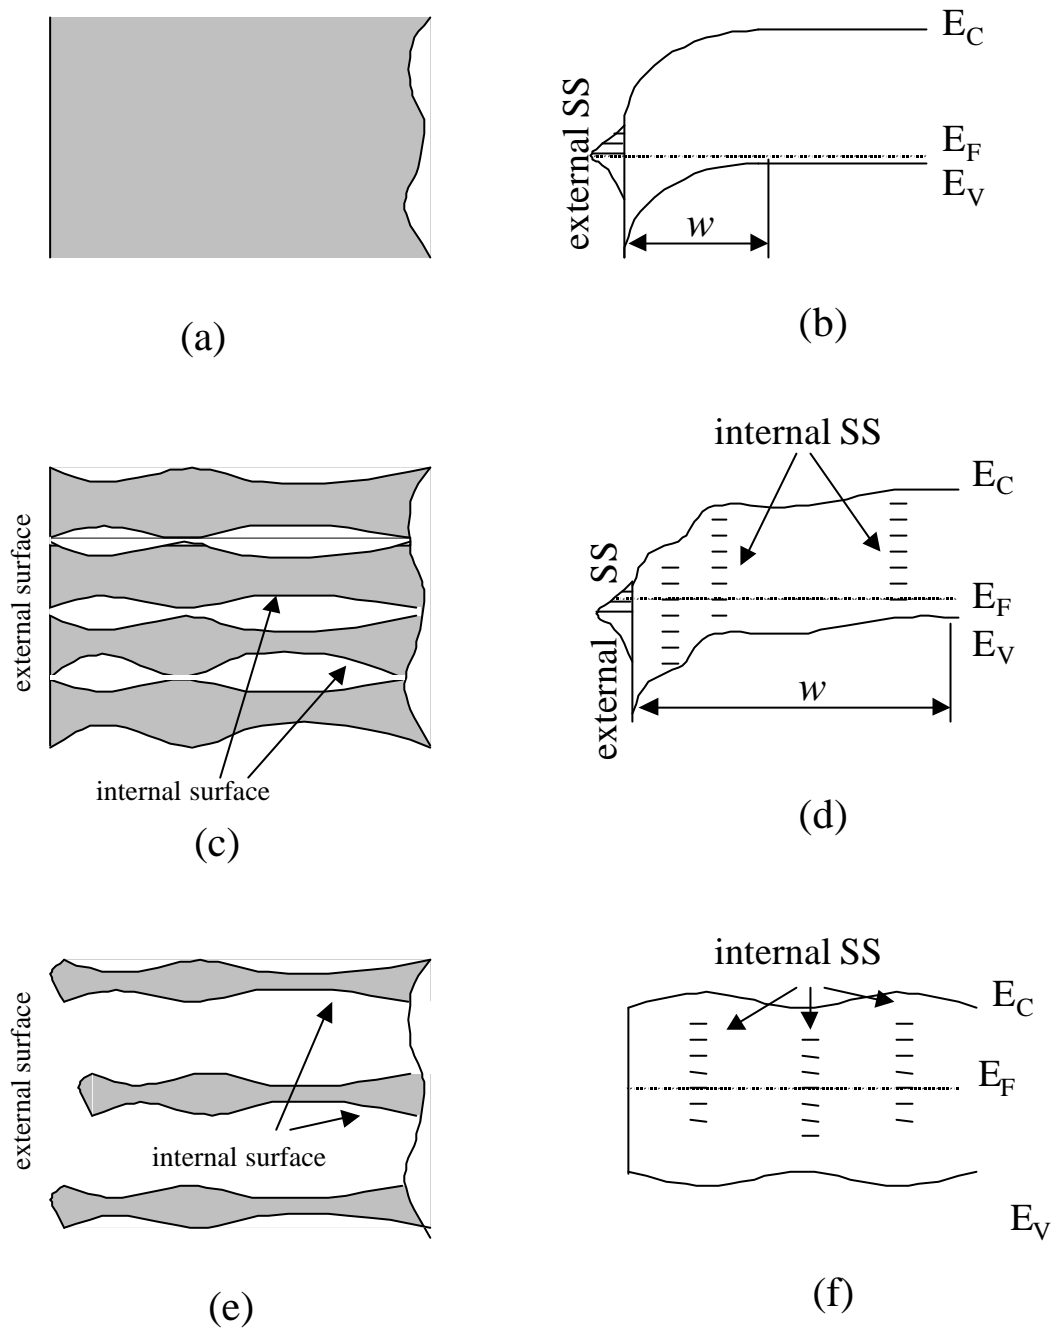 E_C
external SS
E_F
E_V
w
(a)
(b)
internal SS
E_C
external surface
external SS
E_F
E_V
w
internal surface
(c)
(d)
external surface
internal SS
E_C
E_F
internal surface
E_V
(e)
(f)